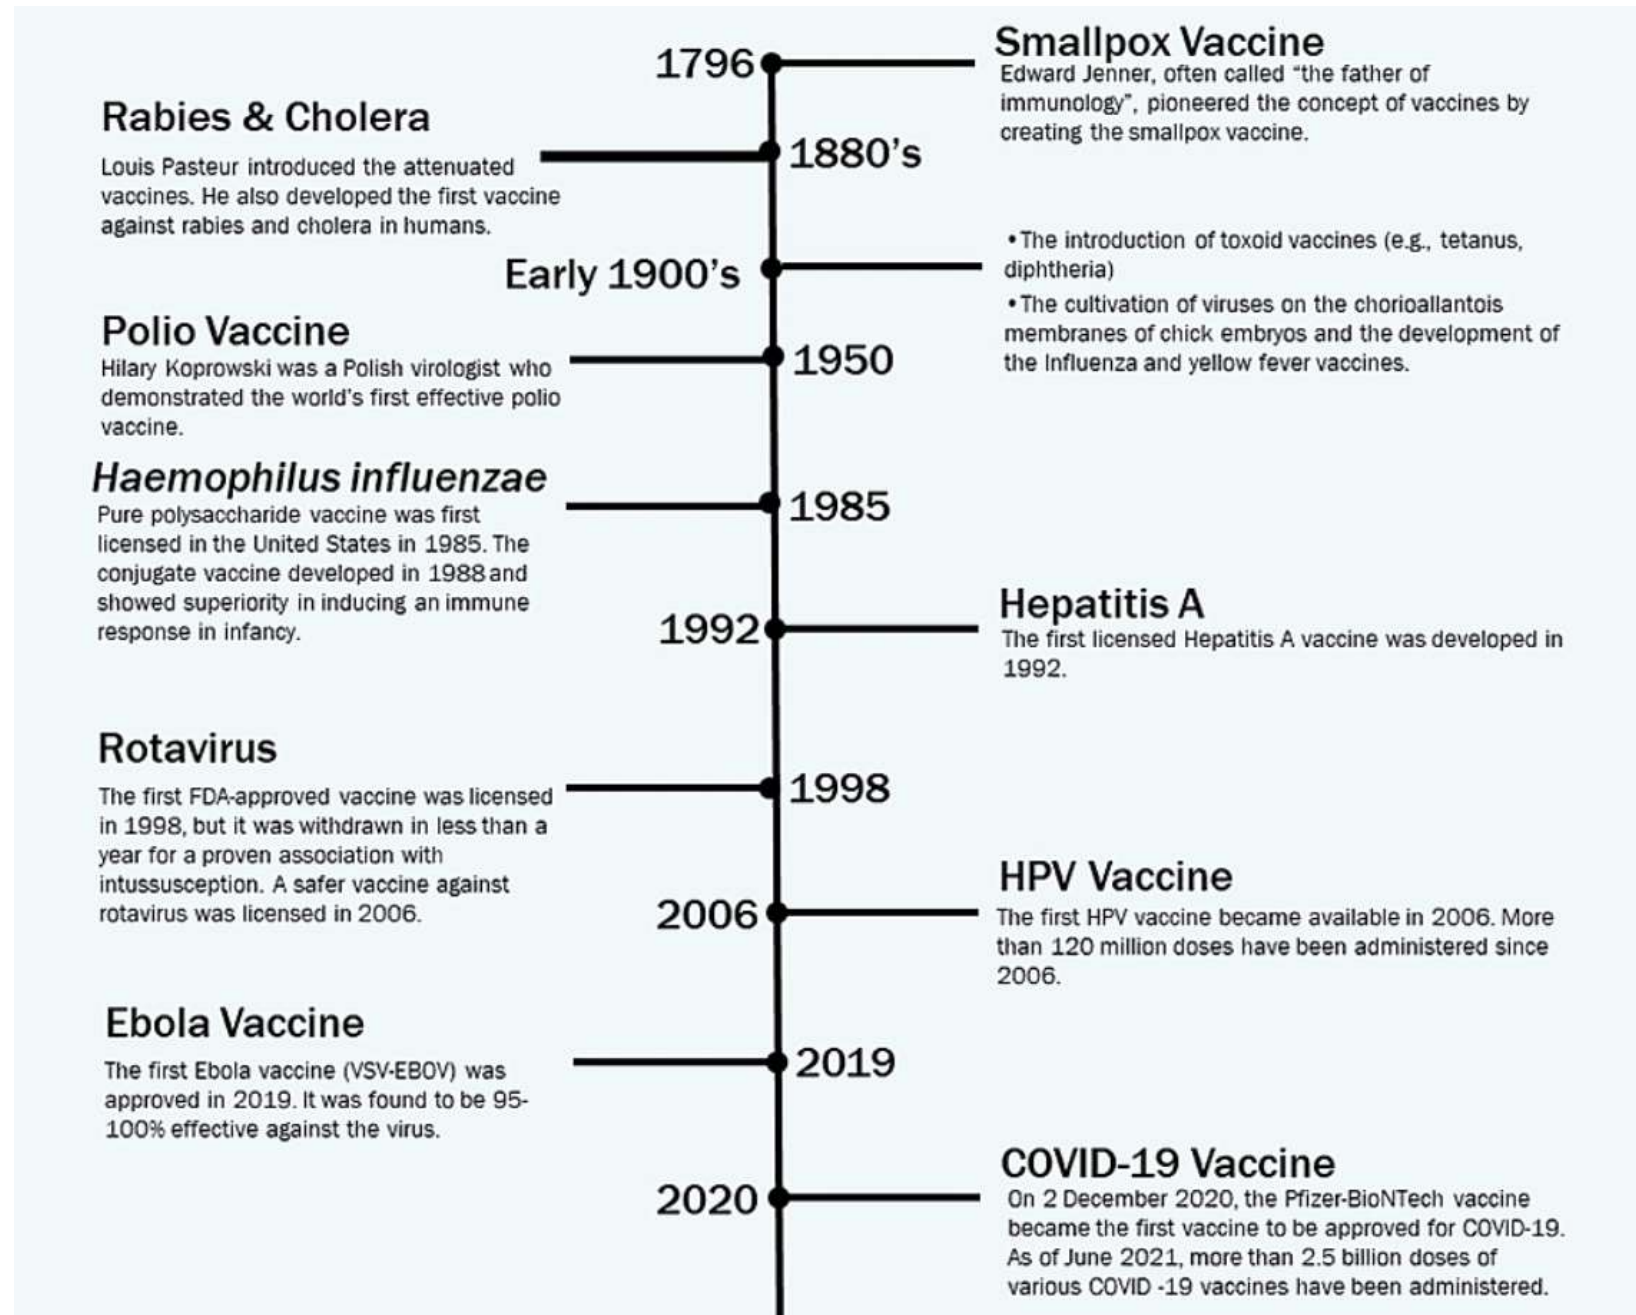 1796
Smallpox Vaccine
Edward Jenner, often called “the father of
immunology”, pioneered the concept of vaccines by
creating the smallpox vaccine.
Rabies & Cholera
Louis Pasteur introduced the attenuated
vaccines. He also developed the first vaccine
against rabies and cholera in humans.
1880’s
Early 1900’s
•The introduction of toxoid vaccines (e.g., tetanus,
diphtheria)
•The cultivation of viruses on the chorioallantois
membranes of chick embryos and the development of
the Influenza and yellow fever vaccines.
Polio Vaccine
Hilary Koprowski was a Polish virologist who
demonstrated the world’s first effective polio
vaccine.
1950
Haemophilus influenzae
Pure polysaccharide vaccine was first
licensed in the United States in 1985. The
conjugate vaccine developed in 1988 and
showed superiority in inducing an immune
response in infancy.
1985
1992
Hepatitis A
The first licensed Hepatitis A vaccine was developed in
1992.
Rotavirus
The first FDA-approved vaccine was licensed
in 1998, but it was withdrawn in less than a
year for a proven association with
intussusception. A safer vaccine against
rotavirus was licensed in 2006.
1998
2006
HPV Vaccine
The first HPV vaccine became available in 2006. More
than 120 million doses have been administered since
2006.
Ebola Vaccine
The first Ebola vaccine (VSV-EBOV) was
approved in 2019. It was found to be 95-
100% effective against the virus.
2019
2020
COVID-19 Vaccine
On 2 December 2020, the Pfizer-BioNTech vaccine
became the first vaccine to be approved for COVID-19.
As of June 2021, more than 2.5 billion doses of
various COVID -19 vaccines have been administered.